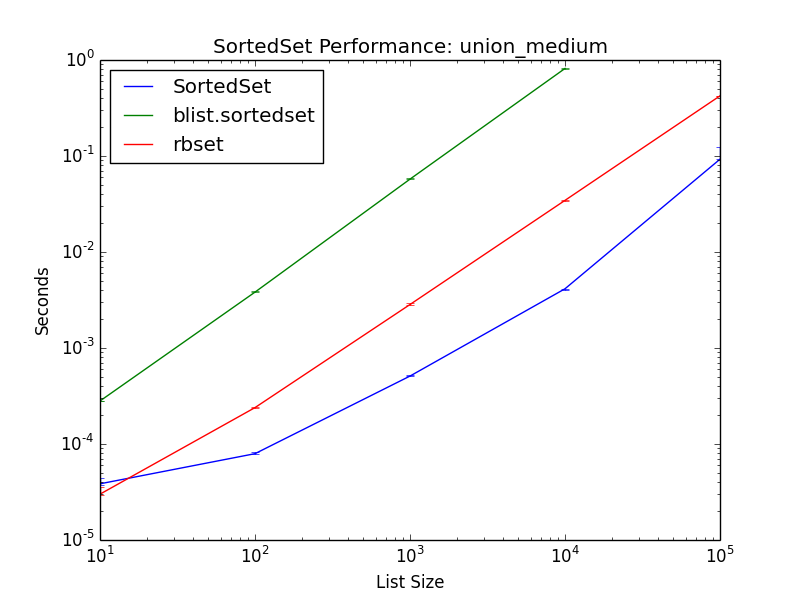 SortedSet Performance: union_medium
SortedSet
blist.sortedset
rbset
10^0
10^-1
10^-2
10^-3
10^-4
10^-5
Seconds
10^1 10^2 10^3 10^4 10^5
List Size